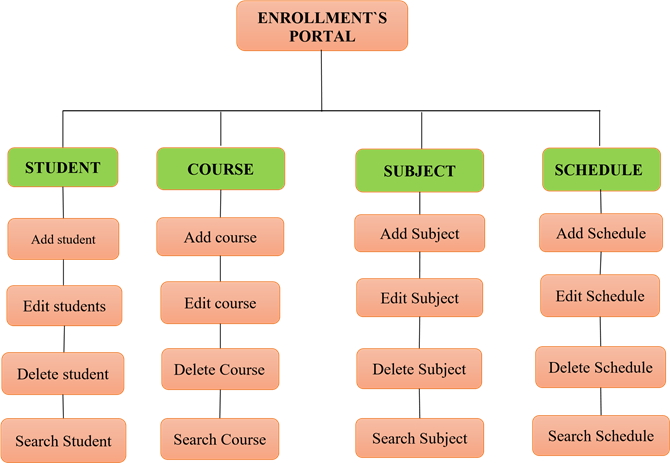 ENROLLMENT`S
PORTAL
STUDENT
COURSE
SUBJECT
SCHEDULE
Add student
Add course
Add Subject
Add Schedule
Edit students
Edit course
Edit Subject
Edit Schedule
Delete student
Delete Course
Delete Subject
Delete Schedule
Search Student
Search Course
Search Subject
Search Schedule